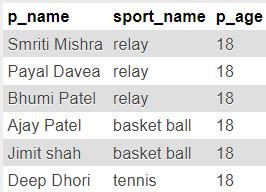 p_name sport_name p_age
Smriti Mishra relay 18
Payal Davea relay 18
Bhumi Patel relay 18
Ajay Patel basket ball 18
Jimit shah basket ball 18
Deep Dhori tennis 18